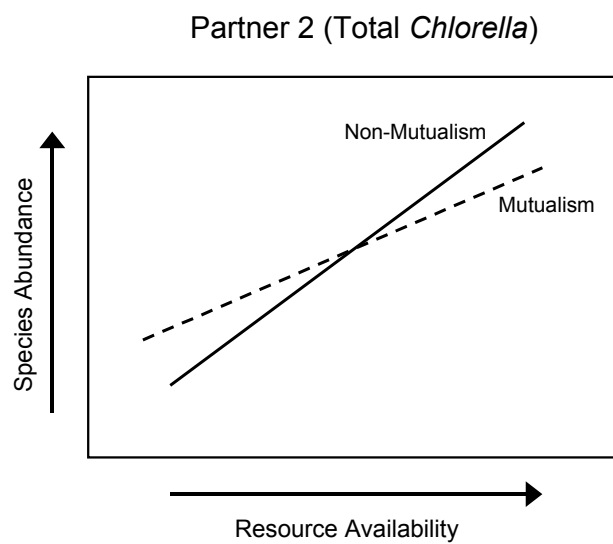 Partner 2 (Total Chlorella)
Non-Mutualism
Mutualism
Species Abundance
Resource Availability